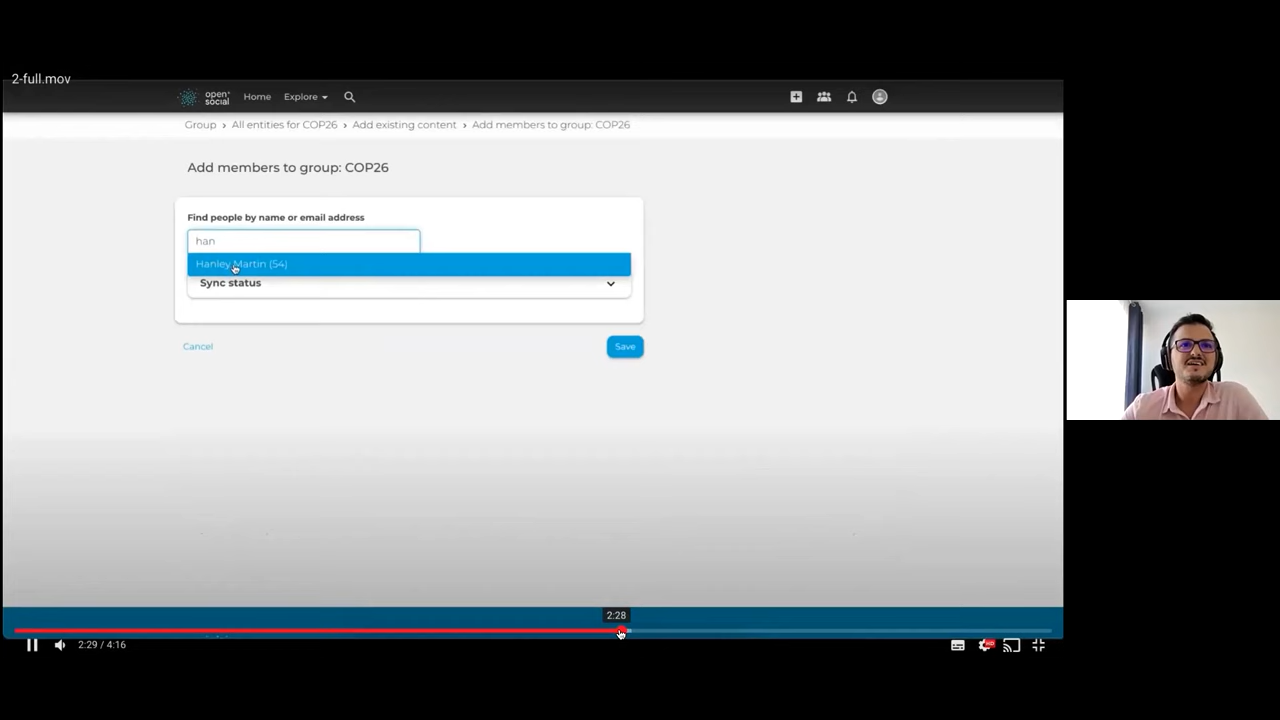 2-full.mov
open social Home Explore
Group › All entities for COP26 › Add existing content › Add members to group: COP26
Add members to group: COP26
Find people by name or email address
han
Hanley Martin (54)
Sync status
Cancel Save
2:28
2:29 / 4:16
HD